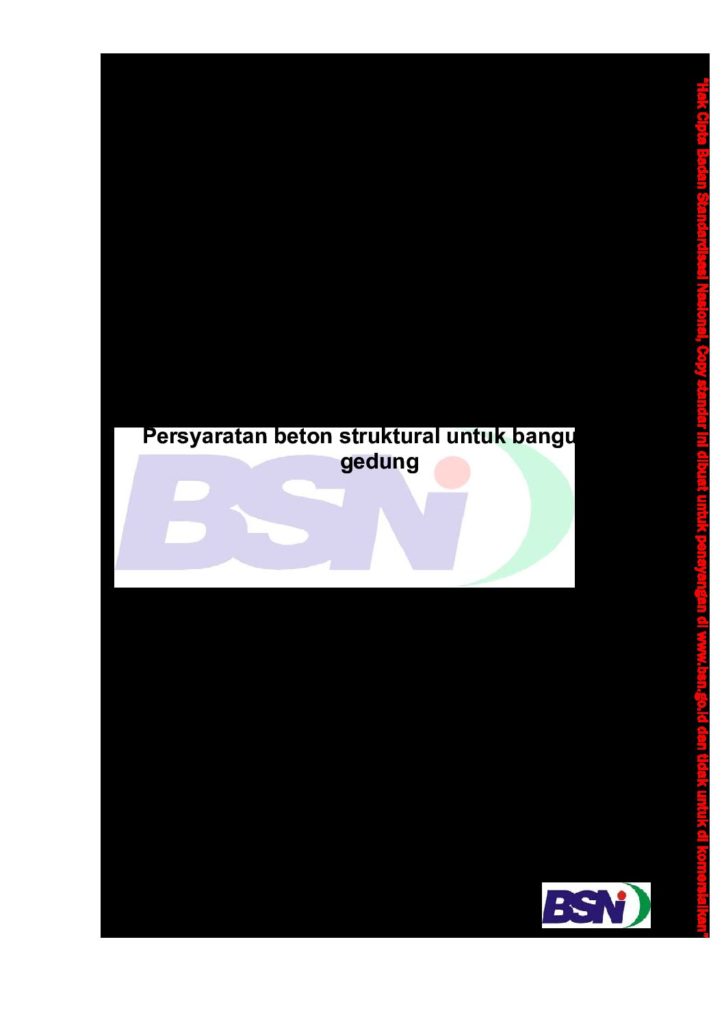 Persyaratan beton struktural untuk bangu
gedung
BSN
"Hak Cipta Badan Standardisasi Nasional, Copy standar ini dibuat untuk penayangan di www.bsn.go.id dan tidak untuk di komersialkan"
BSN